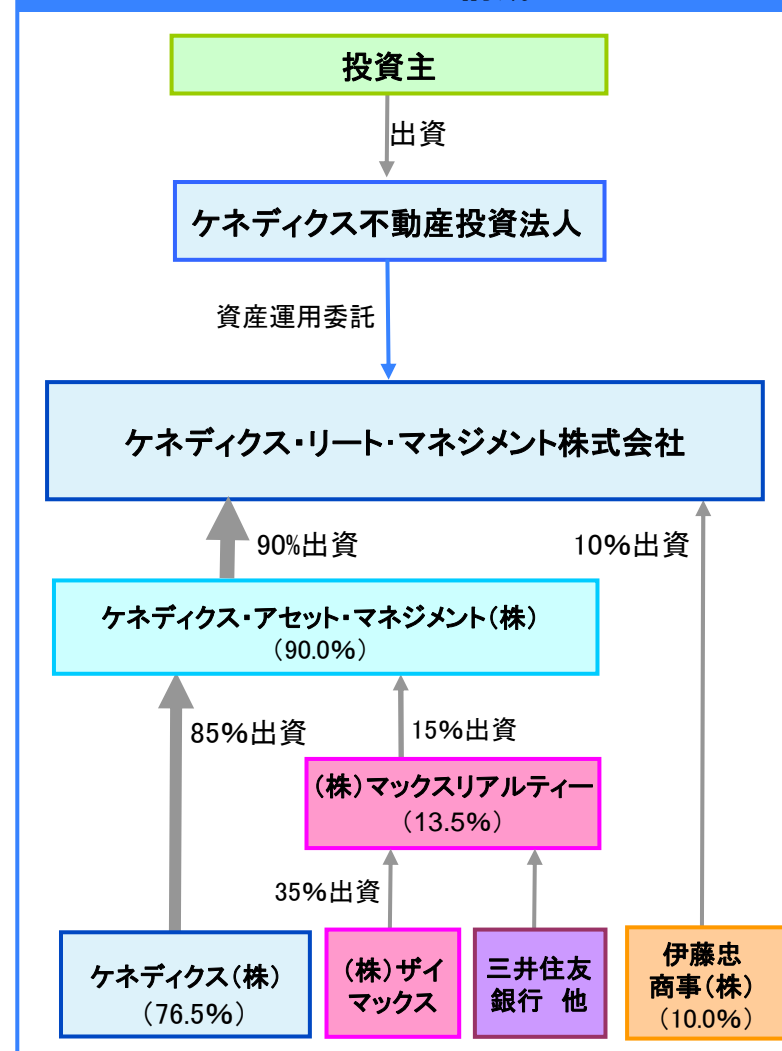 投資主
出資
ケネディクス不動産投資法人
資産運用委託
ケネディクス・リート・マネジメント株式会社
90%出資
10%出資
ケネディクス・アセット・マネジメント(株)
(90.0%)
85%出資
15%出資
(株)マックスリアルティー
(13.5%)
35%出資
ケネディクス(株)
(76.5%)
(株)ザイ
マックス
三井住友
銀行 他
伊藤忠
商事(株)
(10.0%)